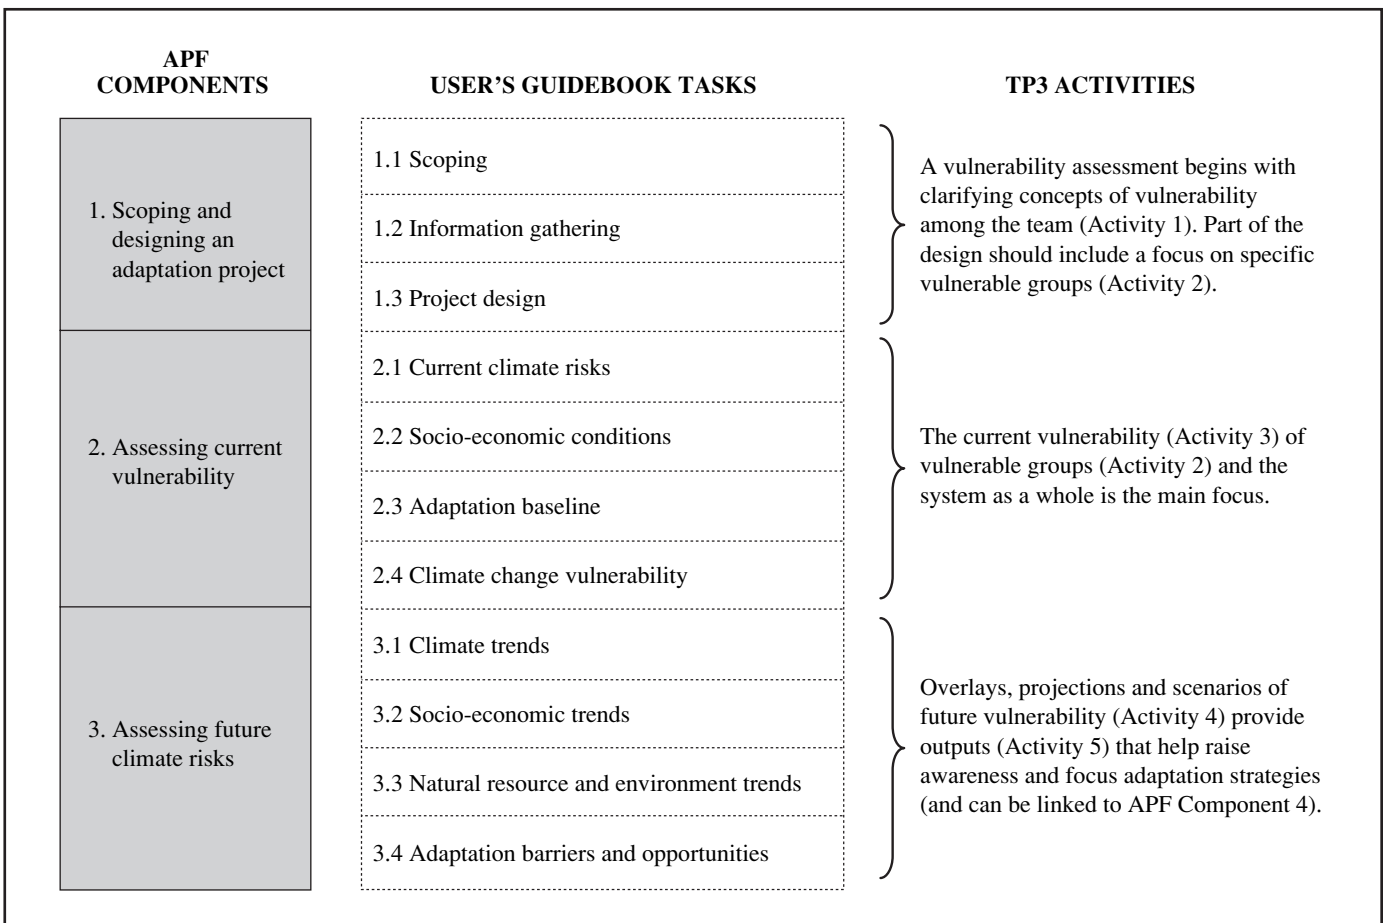 APF
COMPONENTS
USER'S GUIDEBOOK TASKS
TP3 ACTIVITIES
1. Scoping and
designing an
adaptation project
1.1 Scoping
1.2 Information gathering
1.3 Project design
A vulnerability assessment begins with
clarifying concepts of vulnerability
among the team (Activity 1). Part of the
design should include a focus on specific
vulnerable groups (Activity 2).
2. Assessing current
vulnerability
2.1 Current climate risks
2.2 Socio-economic conditions
2.3 Adaptation baseline
2.4 Climate change vulnerability
The current vulnerability (Activity 3) of
vulnerable groups (Activity 2) and the
system as a whole is the main focus.
3. Assessing future
climate risks
3.1 Climate trends
3.2 Socio-economic trends
3.3 Natural resource and environment trends
3.4 Adaptation barriers and opportunities
Overlays, projections and scenarios of
future vulnerability (Activity 4) provide
outputs (Activity 5) that help raise
awareness and focus adaptation strategies
(and can be linked to APF Component 4).